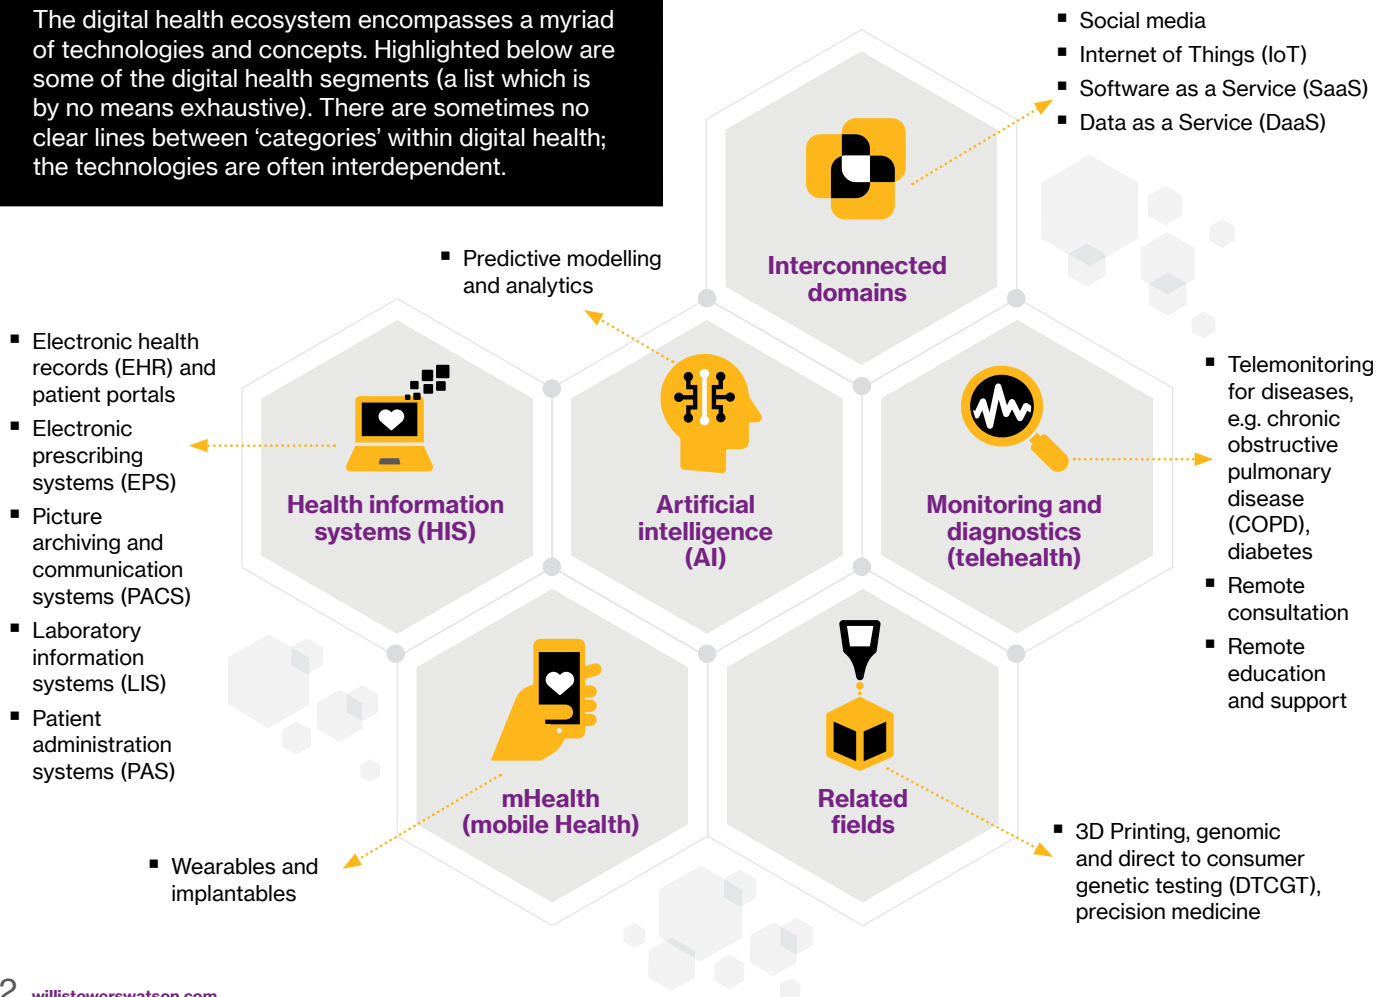 The digital health ecosystem encompasses a myriad
of technologies and concepts. Highlighted below are
some of the digital health segments (a list which is
by no means exhaustive). There are sometimes no
clear lines between ‘categories’ within digital health;
the technologies are often interdependent.
▪ Social media
▪ Internet of Things (IoT)
▪ Software as a Service (SaaS)
▪ Data as a Service (DaaS)
Interconnected
domains
▪ Predictive modelling
and analytics
▪ Electronic health
records (EHR) and
patient portals
▪ Electronic
prescribing
systems (EPS)
▪ Picture
archiving and
communication
systems (PACS)
▪ Laboratory
information
systems (LIS)
▪ Patient
administration
systems (PAS)
Health information
systems (HIS)
Artificial
intelligence
(AI)
Monitoring and
diagnostics
(telehealth)
▪ Telemonitoring
for diseases,
e.g. chronic
obstructive
pulmonary
disease
(COPD),
diabetes
▪ Remote
consultation
▪ Remote
education
and support
mHealth
(mobile Health)
Related
fields
▪ Wearables and
implantables
▪ 3D Printing, genomic
and direct to consumer
genetic testing (DTCGT),
precision medicine
2 willistowerswatson.com